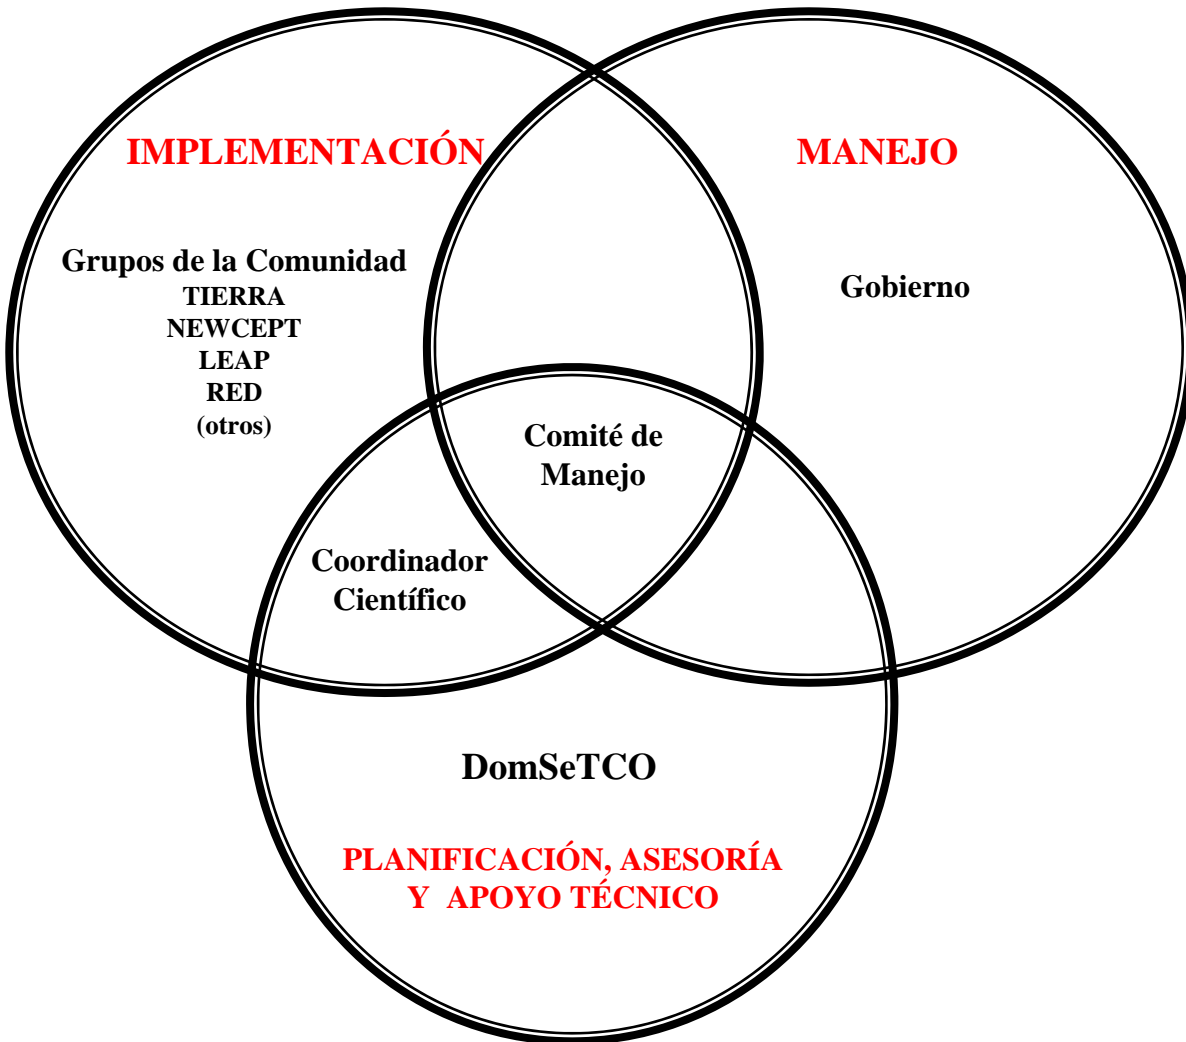 IMPLEMENTACIÓN
MANEJO
Grupos de la Comunidad
TIERRA
NEWCEPT
LEAP
RED
(otros)
Gobierno
Comité de
Manejo
Coordinador
Científico
DomSeTCO
PLANIFICACIÓN, ASESORÍA
Y APOYO TÉCNICO